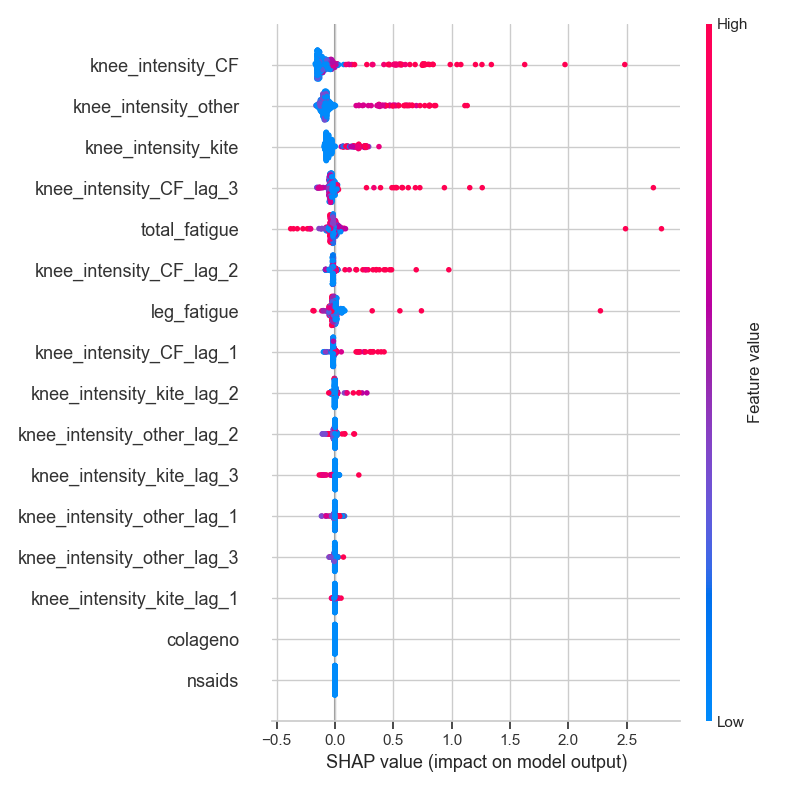 High
knee_intensity_CF
knee_intensity_other
knee_intensity_kite
knee_intensity_CF_lag_3
total_fatigue
knee_intensity_CF_lag_2
leg_fatigue
knee_intensity_CF_lag_1
knee_intensity_kite_lag_2
knee_intensity_other_lag_2
knee_intensity_kite_lag_3
knee_intensity_other_lag_1
knee_intensity_other_lag_3
knee_intensity_kite_lag_1
colageno
nsaids
Feature value
Low
−0.5 0.0 0.5 1.0 1.5 2.0 2.5
SHAP value (impact on model output)